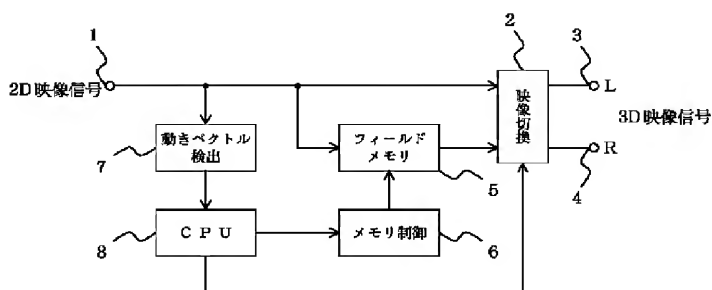 1
2
3
2D映像信号
映像切換
L
3D映像信号
動きベクトル
検出
フィールド
メモリ
R
7
5
4
CPU
メモリ制御
8
6